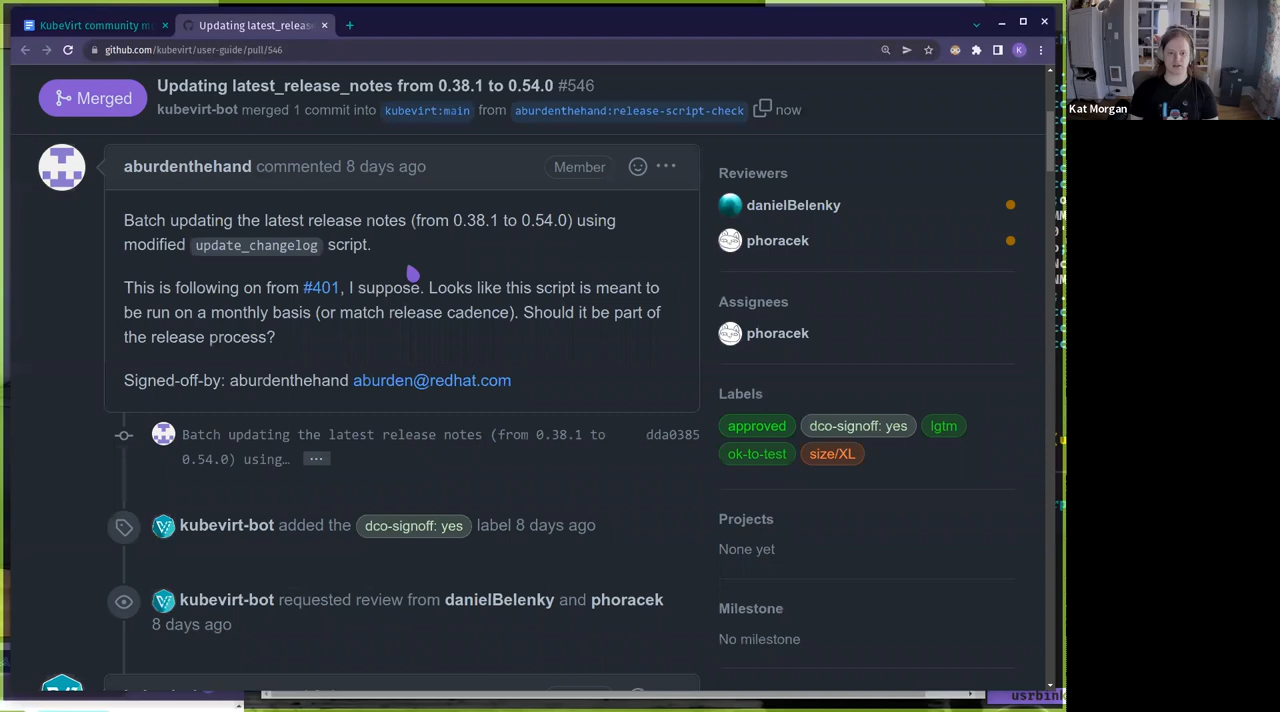 KubeVirt community m
Updating latest_release
github.com/kubevirt/user-guide/pull/546
K
Kat Morgan
Merged
Updating latest_release_notes from 0.38.1 to 0.54.0 #546
kubevirt-bot merged 1 commit into kubevirt:main from aburdenthehand:release-script-check now
aburdenthehand commented 8 days ago
Member
Batch updating the latest release notes (from 0.38.1 to 0.54.0) using
modified update_changelog script.
This is following on from #401, I suppose. Looks like this script is meant to
be run on a monthly basis (or match release cadence). Should it be part of
the release process?
Signed-off-by: aburdenthehand aburden@redhat.com
Batch updating the latest release notes (from 0.38.1 to dda0385
0.54.0) using… ...
kubevirt-bot added the dco-signoff: yes label 8 days ago
kubevirt-bot requested review from danielBelenky and phoracek
8 days ago
Reviewers
danielBelenky
phoracek
Assignees
phoracek
Labels
approved dco-signoff: yes lgtm
ok-to-test size/XL
Projects
None yet
Milestone
No milestone
usrbink